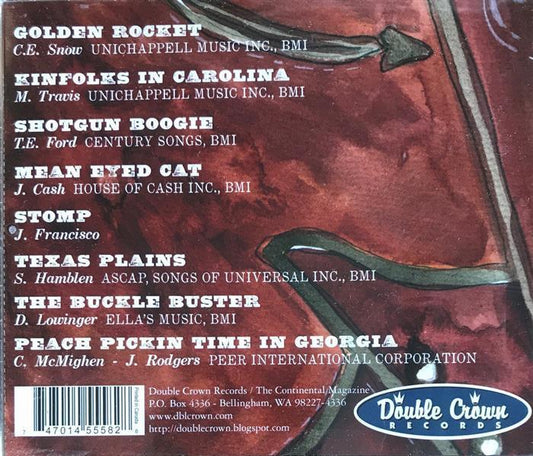 GOLDEN ROCKET
C.E. Snow UNICHAPPELL MUSIC INC., BMI
KINFOLKS IN CAROLINA
M. Travis UNICHAPPELL MUSIC INC., BMI
SHOTGUN BOOGIE
T.E. Ford CENTURY SONGS, BMI
MEAN EYED CAT
J. Cash HOUSE OF CASH INC., BMI
STOMP
J. Francisco
TEXAS PLAINS
S. Hamblen ASCAP, SONGS OF UNIVERSAL INC., BMI
THE BUCKLE BUSTER
D. Lowinger ELLA'S MUSIC, BMI
PEACH PICKIN TIME IN GEORGIA
C. McMighen - J. Rodgers PEER INTERNATIONAL CORPORATION
Double Crown Records / The Continental Magazine
P.O. Box 4336 - Bellingham, WA 98227-4336
www.dblcrown.com
http://doublecrown.blogspot.com
Printed in Canada
7 47014 55582 6
Double Crown
RECORDS